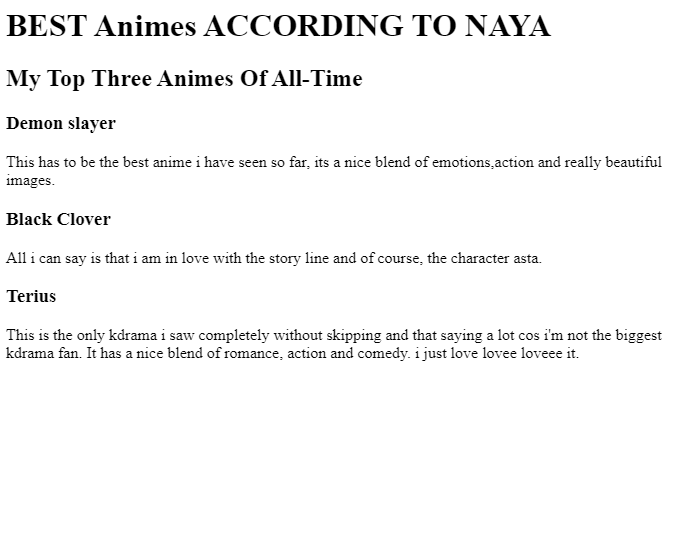 BEST Animes ACCORDING TO NAYA
My Top Three Animes Of All-Time
Demon slayer
This has to be the best anime i have seen so far, its a nice blend of emotions,action and really beautiful
images.
Black Clover
All i can say is that i am in love with the story line and of course, the character asta.
Terius
This is the only kdrama i saw completely without skipping and that saying a lot cos i'm not the biggest
kdrama fan. It has a nice blend of romance, action and comedy. i just love lovee loveee it.